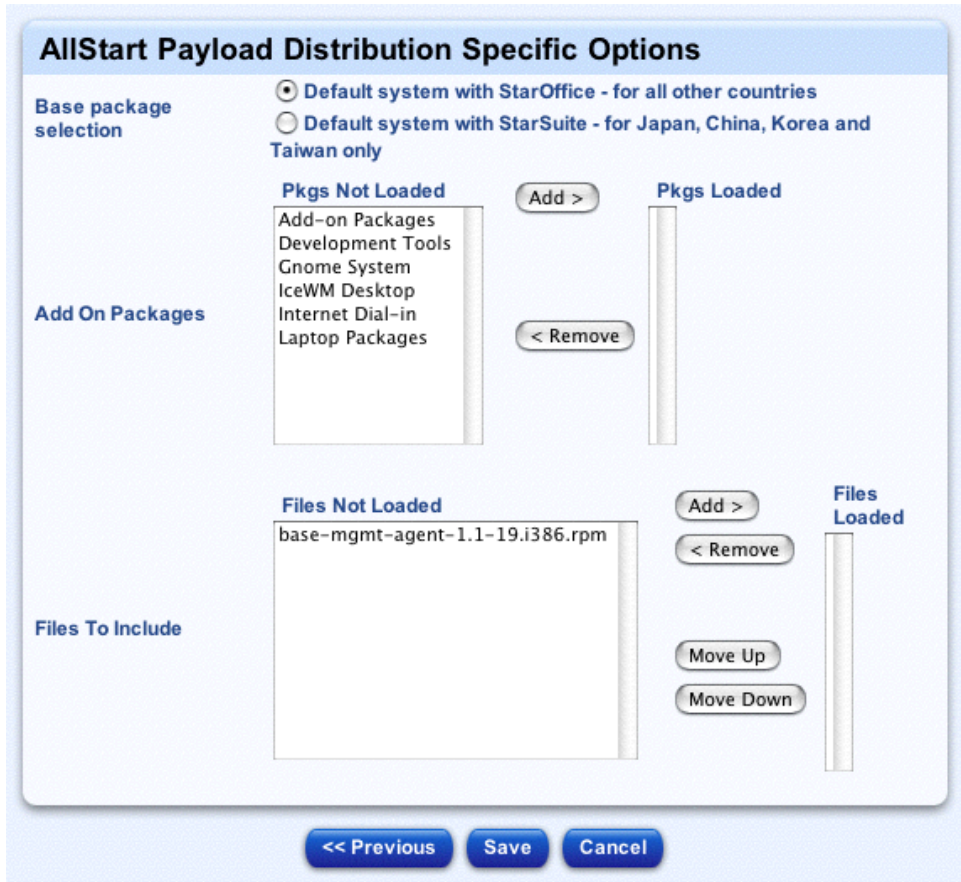 AllStart Payload Distribution Specific Options
Base package
selection
Default system with StarOffice - for all other countries
Default system with StarSuite - for Japan, China, Korea and
Taiwan only
Add On Packages
Pkgs Not Loaded
Add-on Packages
Development Tools
Gnome System
IceWM Desktop
Internet Dial-in
Laptop Packages
Add >
< Remove
Pkgs Loaded
Files To Include
Files Not Loaded
base-mgmt-agent-1.1-19.i386.rpm
Add >
< Remove
Move Up
Move Down
Files
Loaded
<< Previous
Save
Cancel